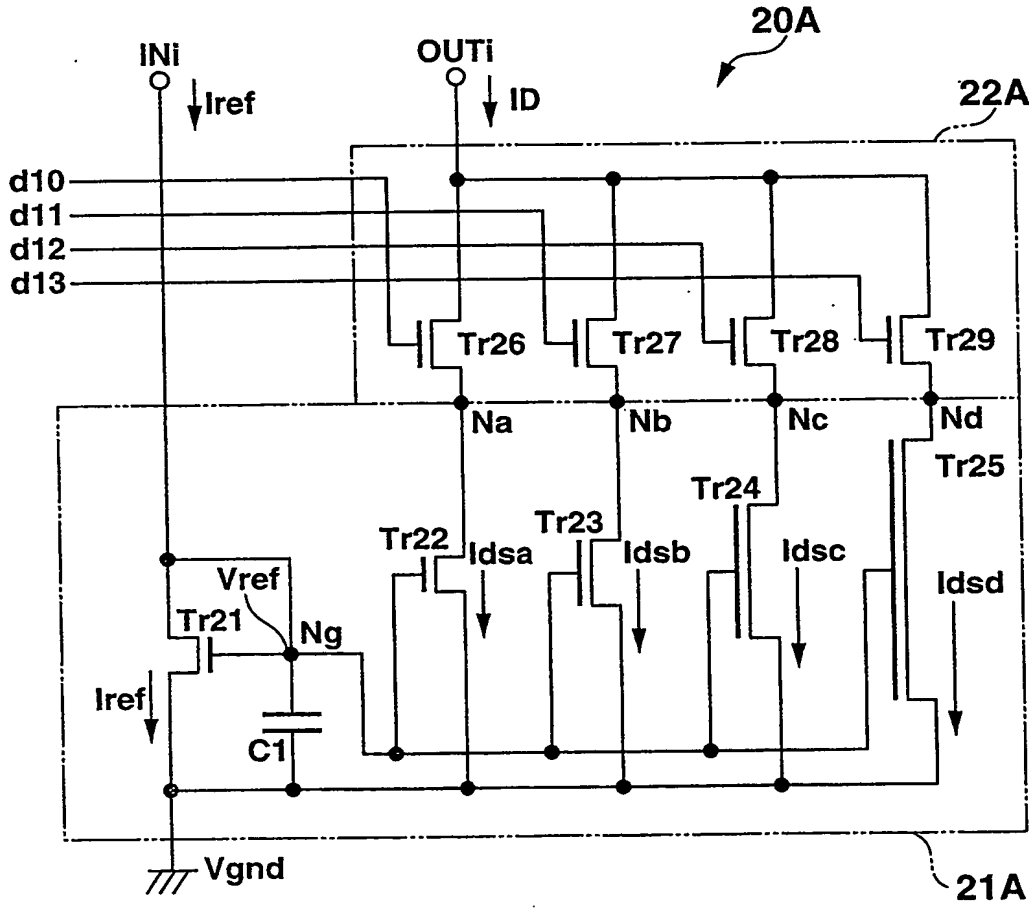 20A
INi
OUTi
Iref
ID
22A
d10
d11
d12
d13
Tr26
Tr27
Tr28
Tr29
Na
Nb
Nc
Nd
Tr25
Tr24
Tr23
Tr22
Idsa
Idsb
Idsc
Idsd
Vref
Tr21
Ng
Iref
C1
Vgnd
21A